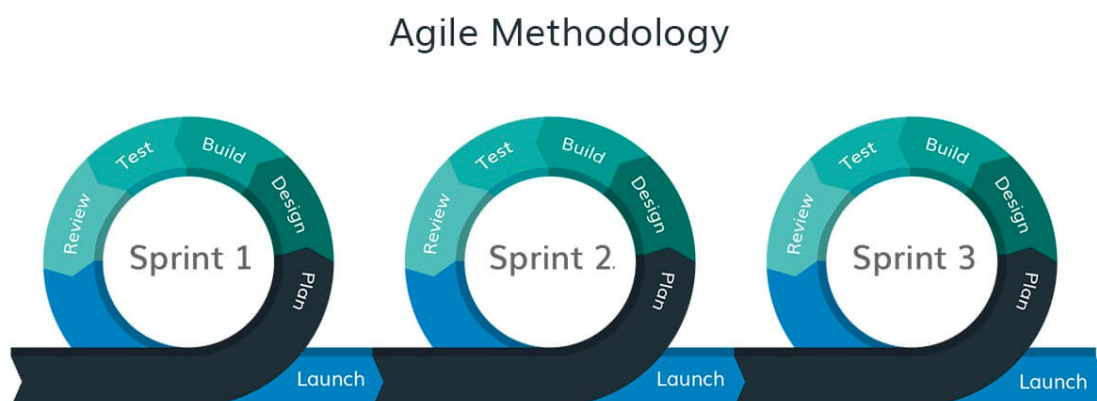 Agile Methodology
Plan
Design
Build
Test
Review
Sprint 1
Launch
Plan
Design
Build
Test
Review
Sprint 2.
Launch
Plan
Design
Build
Test
Review
Sprint 3
Launch